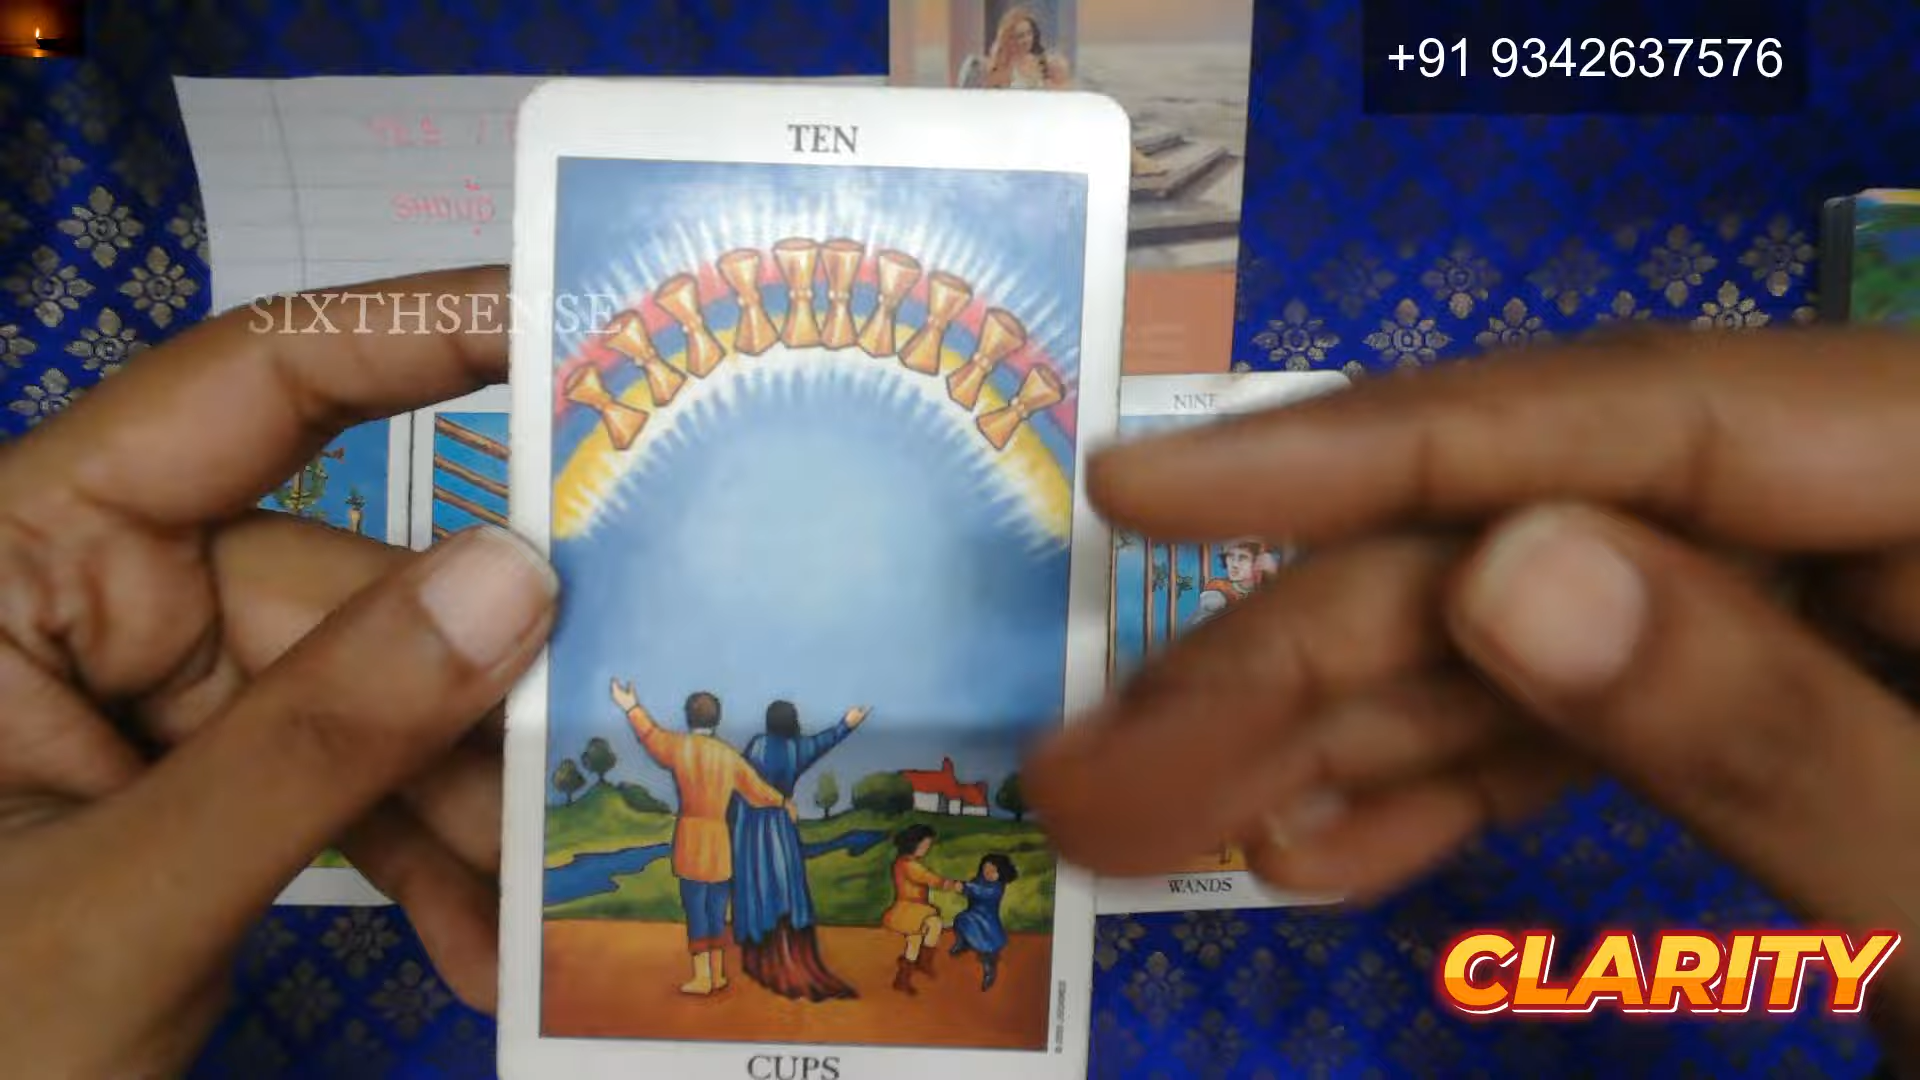 +91 9342637576
TEN
SIXTHSENSE
NINE
WANDS
CLARITY
CUPS